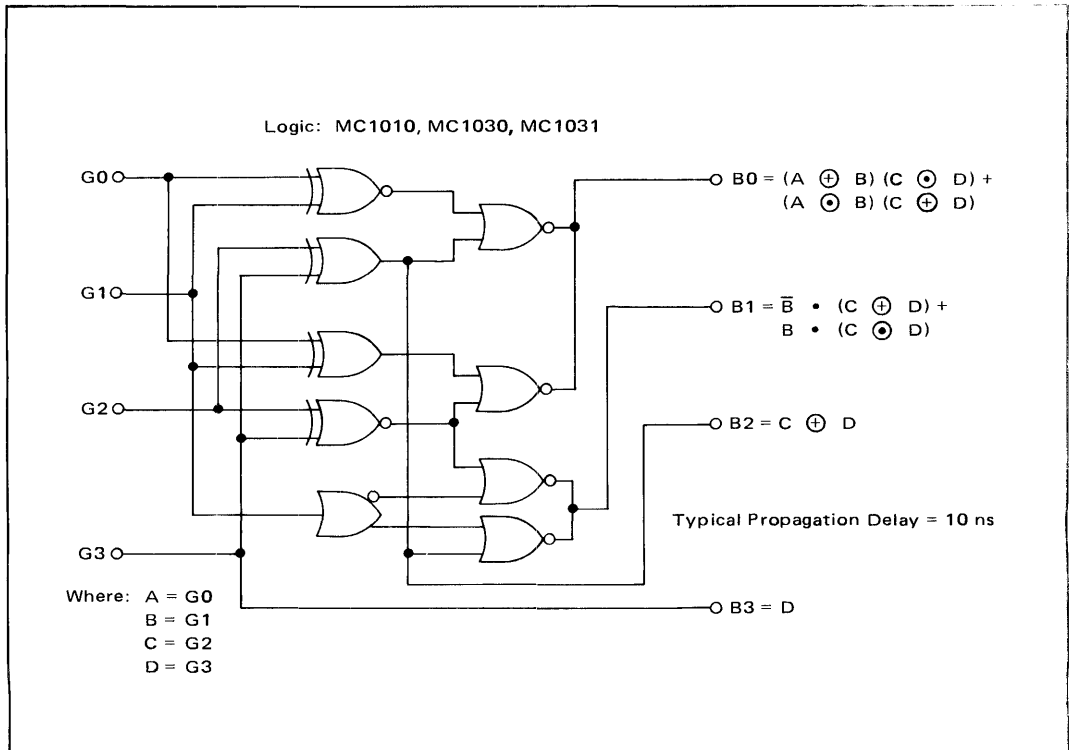 Logic: MC1010, MC1030, MC1031
G0
B0 = (A ⊕ B) (C ⊙ D) +
(A ⊙ B) (C ⊕ D)
G1
B1 = B̅ • (C ⊕ D) +
B • (C ⊙ D)
G2
B2 = C ⊕ D
Typical Propagation Delay = 10 ns
G3
Where: A = G0
B = G1
C = G2
D = G3
B3 = D